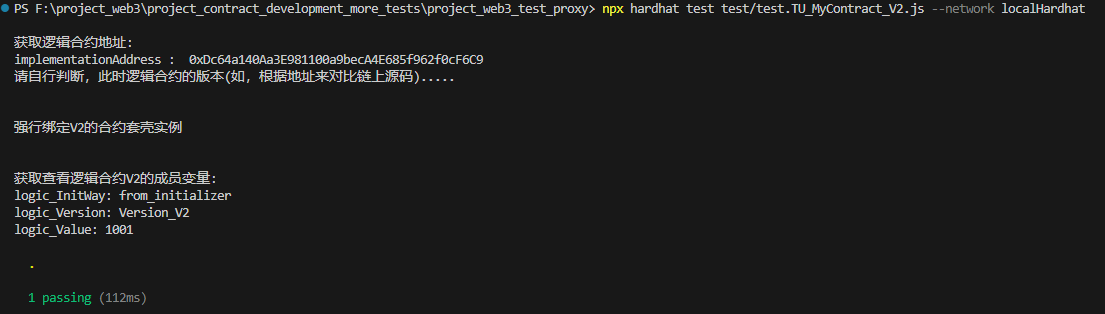 PS F:\project_web3\project_contract_development_more_tests\project_web3_test_proxy> npx hardhat test test/test.TU_MyContract_V2.js --network localHardhat
获取逻辑合约地址:
implementationAddress :  0xDc64a140Aa3E981100a9becA4E685f962f0cF6C9
请自行判断, 此时逻辑合约的版本(如, 根据地址来对比链上源码).....
强行绑定V2的合约套壳实例
获取查看逻辑合约V2的成员变量:
logic_InitWay: from_initializer
logic_Version: Version_V2
logic_Value: 1001
.
1 passing (112ms)